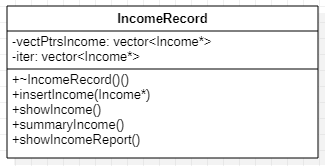 IncomeRecord
-vectPtrsIncome: vector<Income*>
-iter: vector<Income*>
+~IncomeRecord()()
+insertIncome(Income*)
+showIncome()
+summaryIncome()
+showIncomeReport()